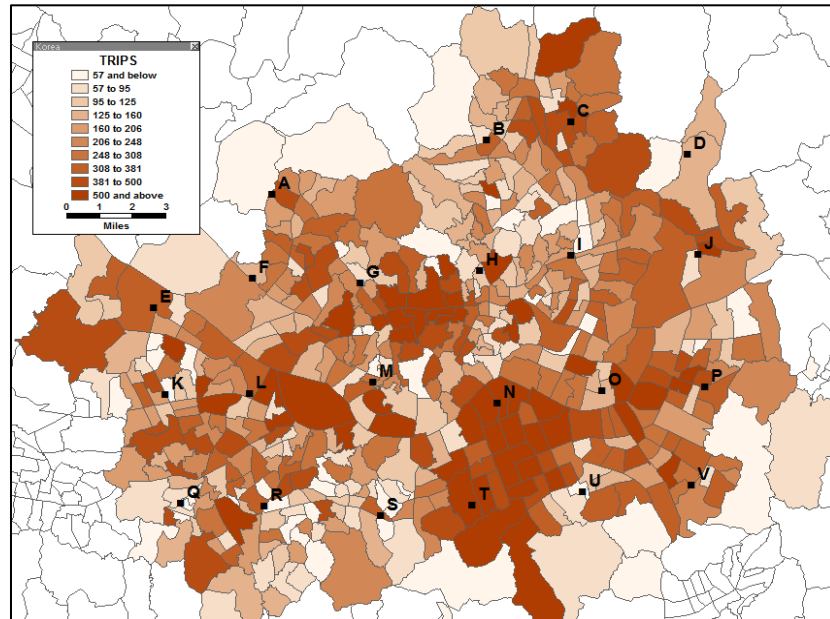 Korea
TRIPS
57 and below
57 to 95
95 to 125
125 to 160
160 to 206
206 to 248
248 to 308
308 to 381
381 to 500
500 and above
0 1 2 3
Miles
C
B
D
A
I
J
F
G
H
E
M
K
L
N
O
P
Q
R
S
T
U
V